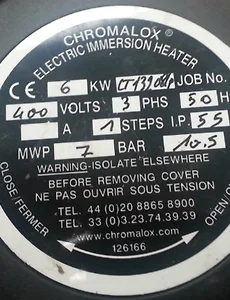 CHROMALOX®
ELECTRIC IMMERSION HEATER
CE 6 KW JOB No.
400 VOLTS 3 PHS 50 H
A 1 STEPS I.P. 55
MWP 7 BAR 10.5
WARNING-ISOLATE ELSEWHERE
BEFORE REMOVING COVER
NE PAS OUVRIR SOUS TENSION
TEL. 44 (0)20 8865 8900
TEL. 33 (0)3.23.74.39.39
www.chromalox.com
126166
CLOSE/FERMER
OPEN/O